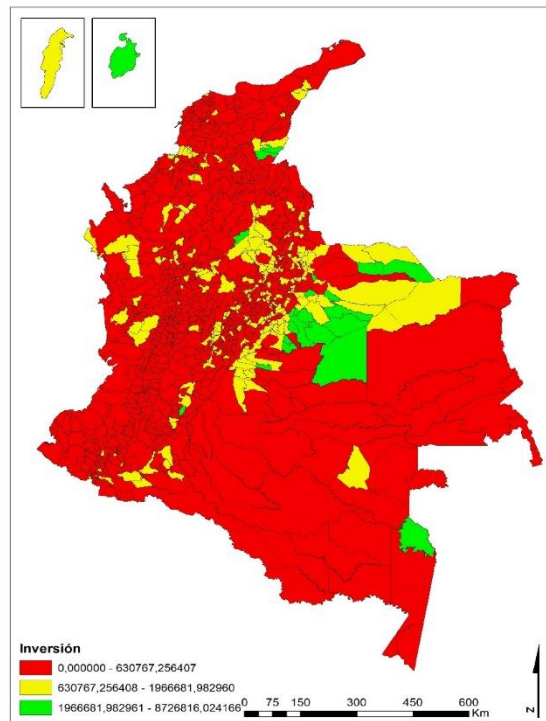 Inversión
0,000000 - 630767,256407
630767,256408 - 1966681,982960
1966681,982961 - 8726816,024166
0 75 150 300 450 600
Km
N